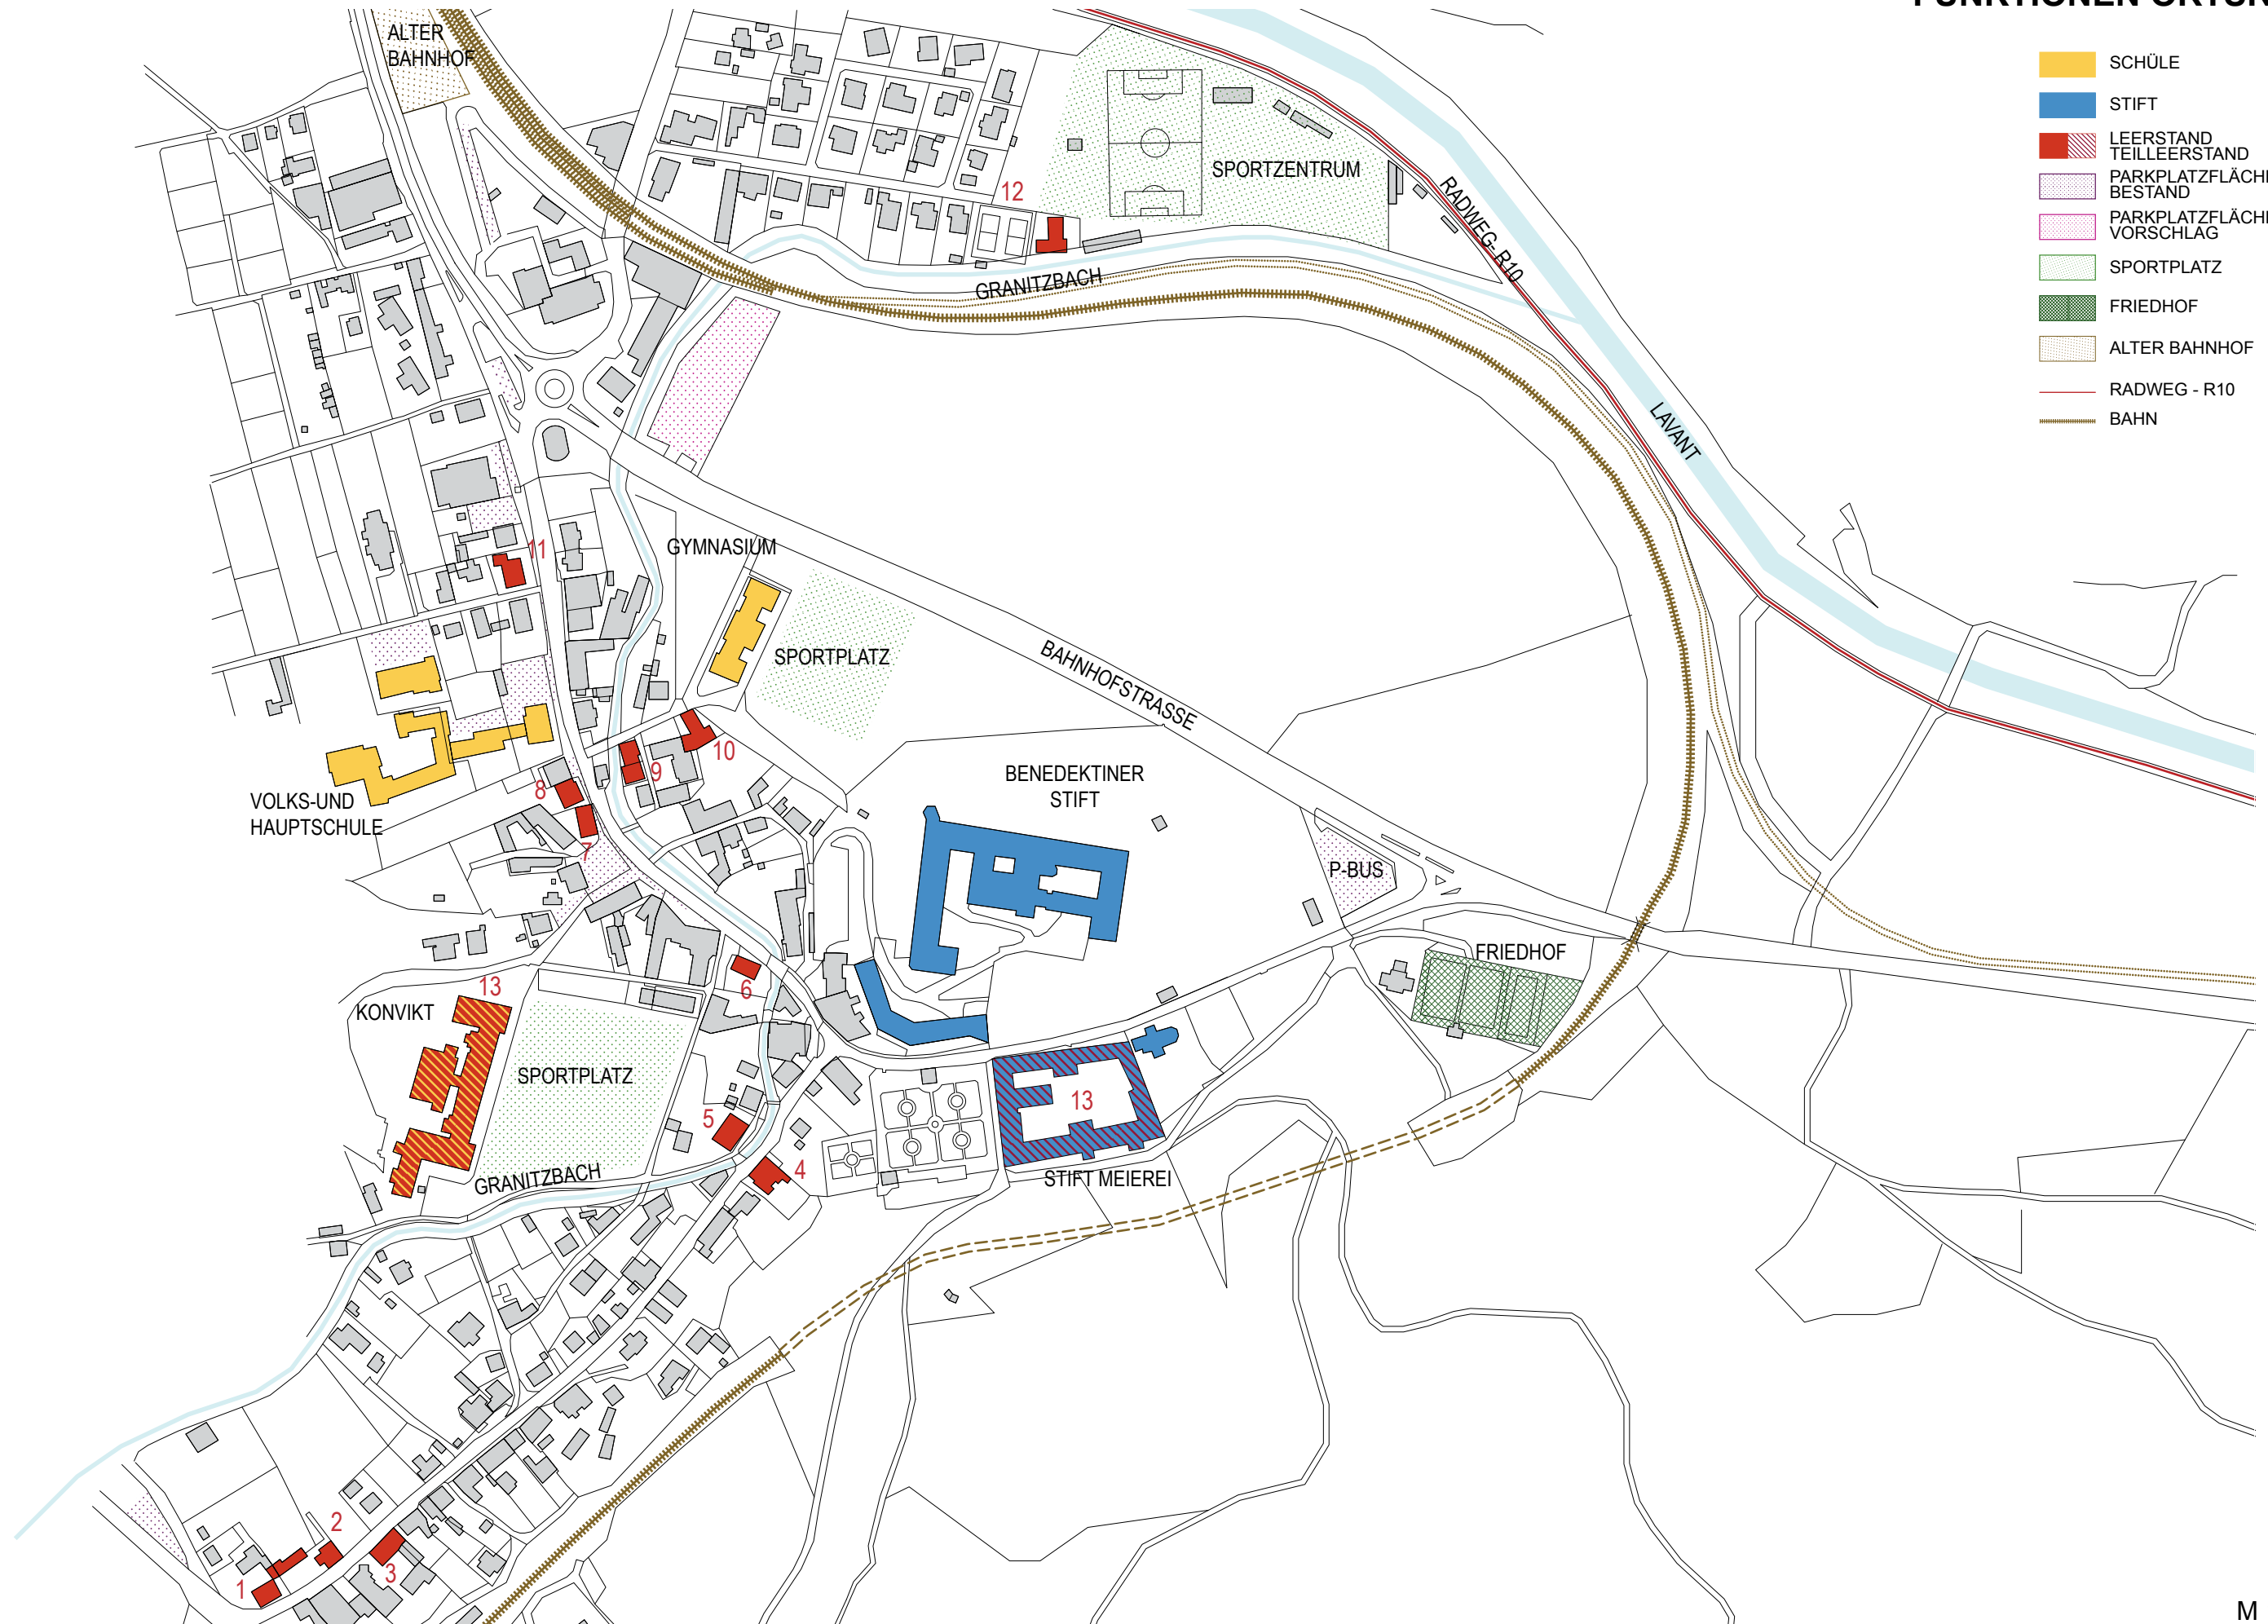 ALTER
BAHNHOF
SCHÜLE
STIFT
LEERSTAND
TEILLEERSTAND
PARKPLATZFLÄCH
BESTAND
PARKPLATZFLÄCH
VORSCHLAG
SPORTPLATZ
FRIEDHOF
ALTER BAHNHOF
RADWEG - R10
BAHN
SPORTZENTRUM
12
RADWEG- R10
GRANITZBACH
LAVANT
11
GYMNASIUM
SPORTPLATZ
BAHNHOFSTRASSE
10
9
8
VOLKS-UND
HAUPTSCHULE
7
BENEDEKTINER
STIFT
P-BUS
FRIEDHOF
6
13
KONVIKT
SPORTPLATZ
5
13
4
GRANITZBACH
STIFT MEIEREI
2
3
1
M